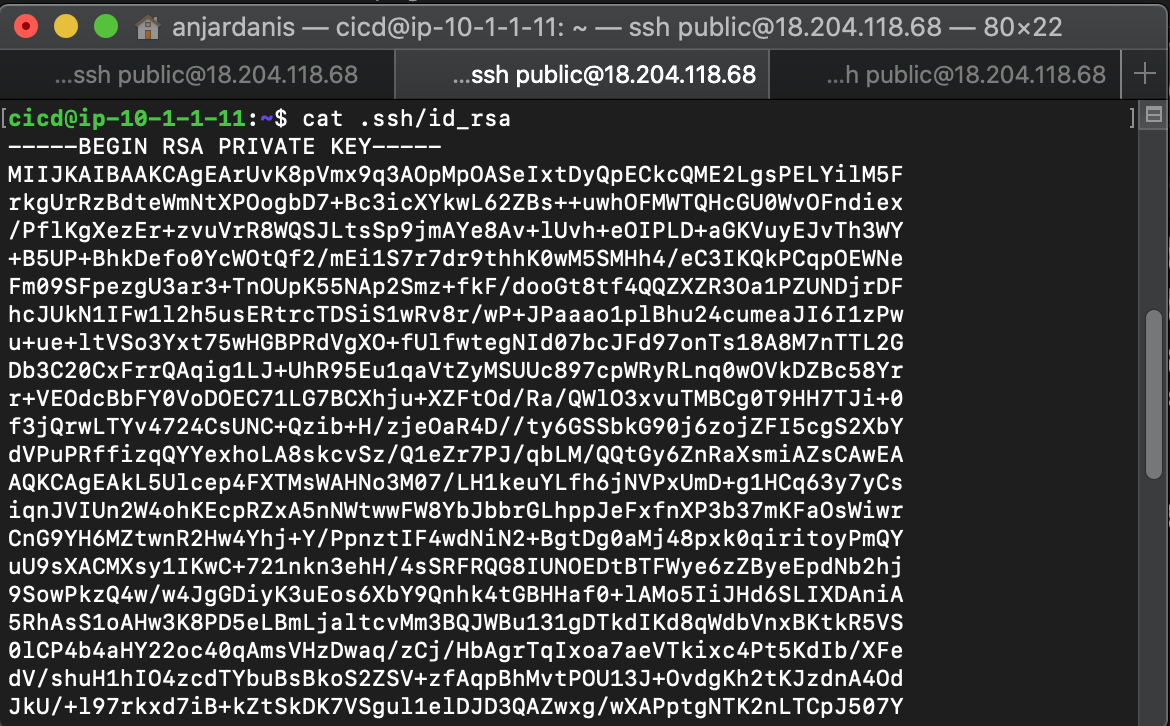 anjardanis — cicd@ip-10-1-1-11: ~ — ssh public@18.204.118.68 — 80×22
...ssh public@18.204.118.68
...ssh public@18.204.118.68
...h public@18.204.118.68
[cicd@ip-10-1-1-11:~$ cat .ssh/id_rsa ]
-----BEGIN RSA PRIVATE KEY-----
MIIJKAIBAAKCAgEArUvK8pVmx9q3AOpMpOASeIxtDyQpECkcQME2LgsPELYilM5F
rkgUrRzBdteWmNtXPOogbD7+Bc3icXYkwL62ZBs++uwhOFMWTQHcGU0WvOFndiex
/PflKgXezEr+zvuVrR8WQSJLtsSp9jmAYe8Av+lUvh+eOIPLD+aGKVuyEJvTh3WY
+B5UP+BhkDefo0YcWOtQf2/mEi1S7r7dr9thhK0wM5SMHh4/eC3IKQkPCqpOEWNe
Fm09SFpezgU3ar3+TnOUpK55NAp2Smz+fkF/dooGt8tf4QQZXZR3Oa1PZUNDjrDF
hcJUkN1IFw1l2h5usERtrcTDSiS1wRv8r/wP+JPaaao1plBhu24cumeaJI6I1zPw
u+ue+ltVSo3Yxt75wHGBPRdVgXO+fUlfwtegNId07bcJFd97onTs18A8M7nTTL2G
Db3C20CxFrrQAqig1LJ+UhR95Eu1qaVtZyMSUUc897cpWRyRLnq0wOVkDZBc58Yr
r+VEOdcBbFY0VoDOEC71LG7BCXhju+XZFtOd/Ra/QWlO3xvuTMBCg0T9HH7TJi+0
f3jQrwLTYv4724CsUNC+Qzib+H/zjeOaR4D//ty6GSSbkG90j6zojZFI5cgS2XbY
dVPuPRffizqQYYexhoLA8skcvSz/Q1eZr7PJ/qbLM/QQtGy6ZnRaXsmiAZsCAwEA
AQKCAgEAkL5Ulcep4FXTMsWAHNo3M07/LH1keuYLfh6jNVPxUmD+g1HCq63y7yCs
iqnJVIUn2W4ohKEcpRZxA5nNWtwwFW8YbJbbrGLhppJeFxfnXP3b37mKFaOsWiwr
CnG9YH6MZtwnR2Hw4Yhj+Y/PpnztIF4wdNiN2+BgtDg0aMj48pxk0qiritoyPmQY
uU9sXACMXsy1IKwC+721nkn3ehH/4sSRFRQG8IUNOEDtBTFWye6zZByeEpdNb2hj
9SowPkzQ4w/w4JgGDiyK3uEos6XbY9Qnhk4tGBHHaf0+lAMo5IiJHd6SLIXDAniA
5RhAsS1oAHw3K8PD5eLBmLjaltcvMm3BQJWBu131gDTkdIKd8qWdbVnxBKtkR5VS
0lCP4b4aHY22oc40qAmsVHzDwaq/zCj/HbAgrTqIxoa7aeVTkixc4Pt5KdIb/XFe
dV/shuH1hIO4zcdTYbuBsBkoS2ZSV+zfAqpBhMvtPOU13J+OvdgKh2tKJzdnA4Od
JkU/+l97rkxd7iB+kZtSkDK7VSgul1elDJD3QAZwxg/wXAPptgNTK2nLTCpJ507Y